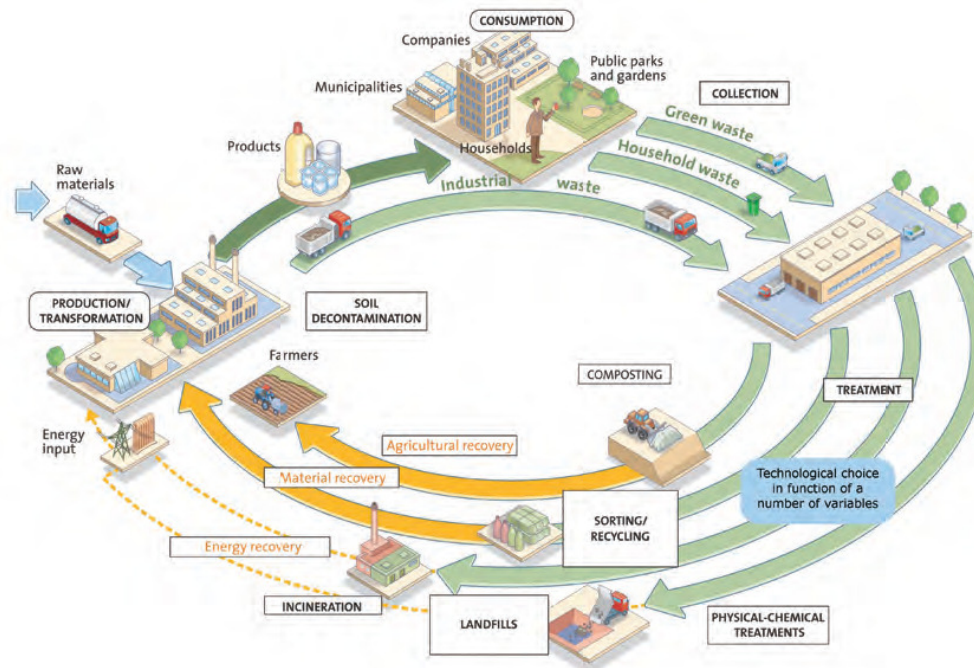 CONSUMPTION
Companies
Municipalities
Public parks
and gardens
Households
COLLECTION
Green waste
Household waste
Industrial waste
Products
Raw
materials
PRODUCTION/
TRANSFORMATION
SOIL
DECONTAMINATION
Farmers
COMPOSTING
TREATMENT
Energy
input
Agricultural recovery
Material recovery
Technological choice
in function of a
number of variables
SORTING/
RECYCLING
Energy recovery
INCINERATION
LANDFILLS
PHYSICAL-CHEMICAL
TREATMENTS